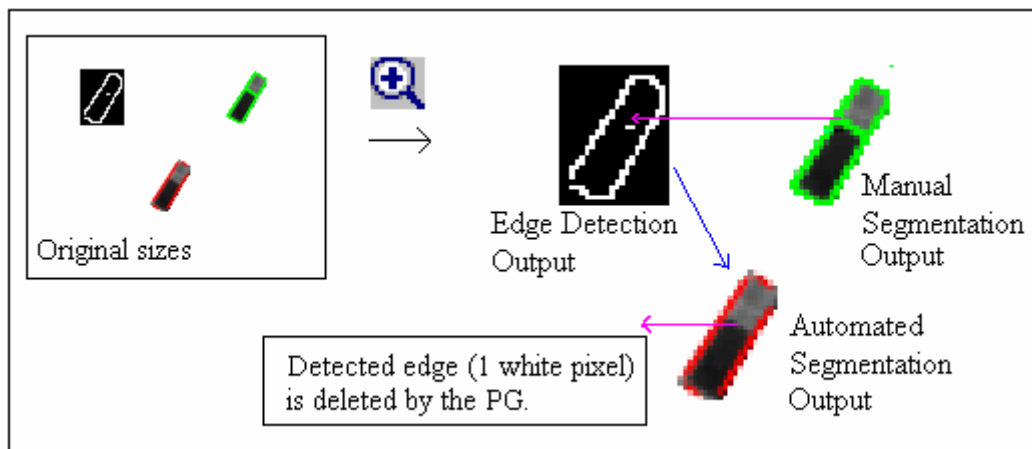 Original sizes
Edge Detection
Output
Manual
Segmentation
Output
Automated
Segmentation
Output
Detected edge (1 white pixel)
is deleted by the PG.